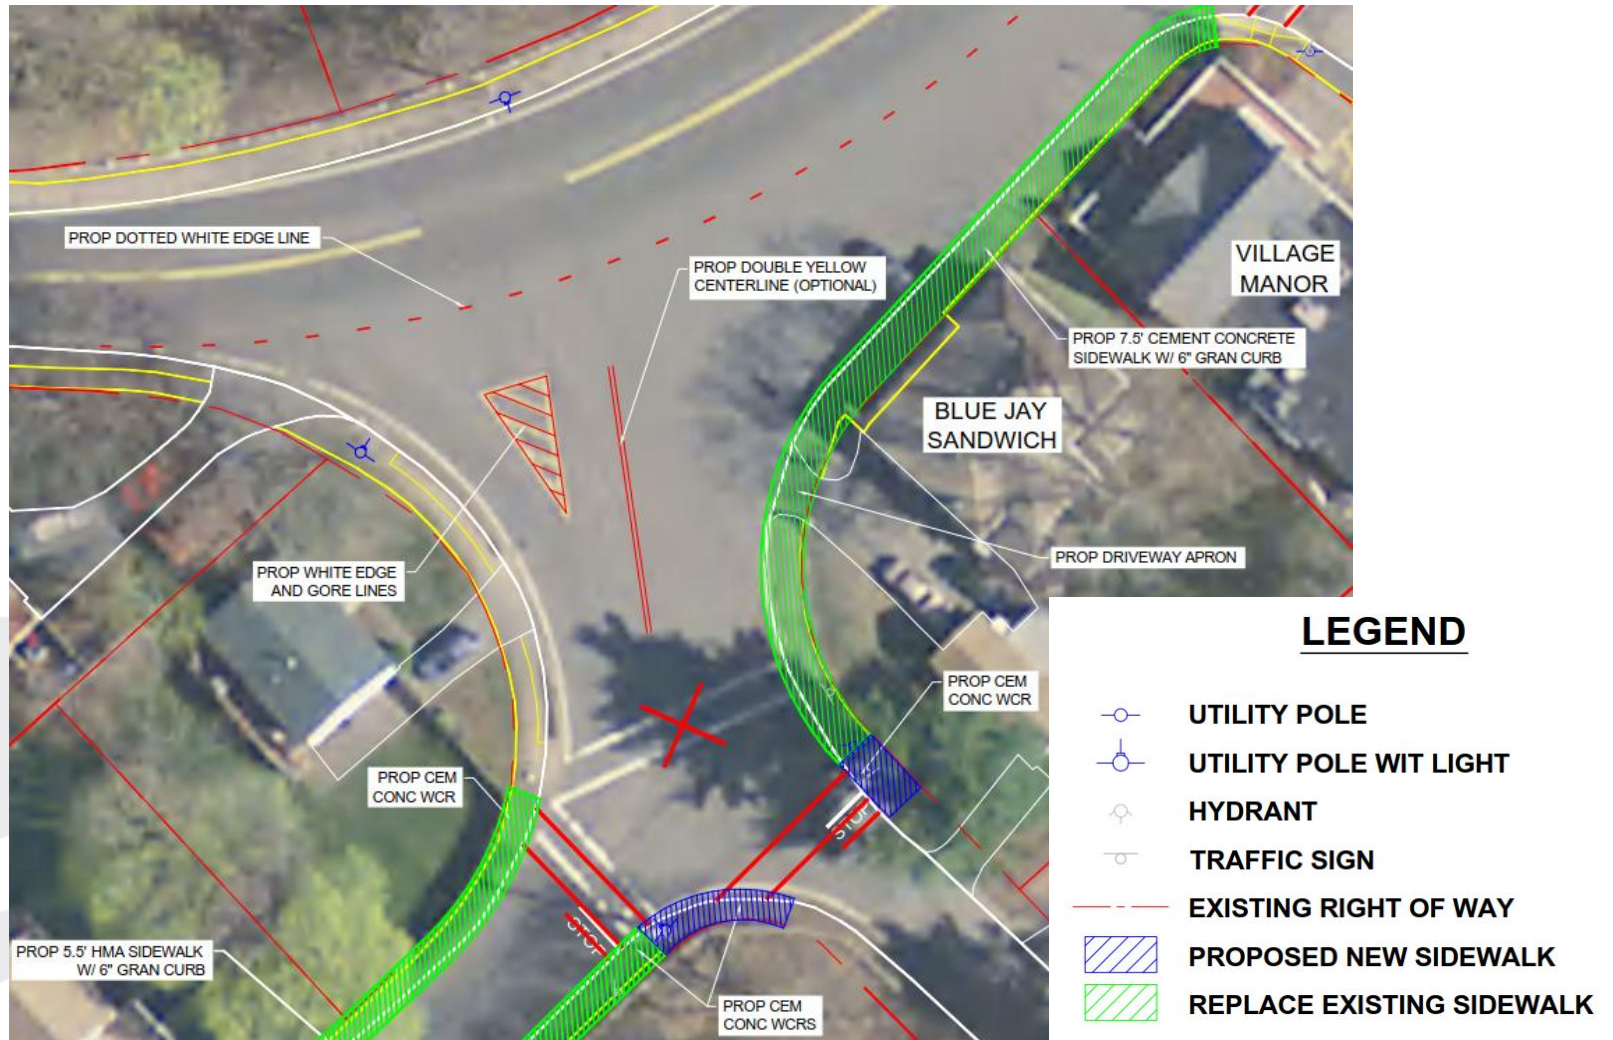 PROP DOTTED WHITE EDGE LINE
PROP DOUBLE YELLOW
CENTERLINE (OPTIONAL)
VILLAGE
MANOR
PROP 7.5' CEMENT CONCRETE
SIDEWALK W/ 6" GRAN CURB
BLUE JAY
SANDWICH
PROP WHITE EDGE
AND GORE LINES
PROP DRIVEWAY APRON
PROP CEM
CONC WCR
PROP CEM
CONC WCR
STOP
STOP
PROP 5.5' HMA SIDEWALK
W/ 6" GRAN CURB
PROP CEM
CONC WCRS
LEGEND
UTILITY POLE
UTILITY POLE WIT LIGHT
HYDRANT
TRAFFIC SIGN
EXISTING RIGHT OF WAY
PROPOSED NEW SIDEWALK
REPLACE EXISTING SIDEWALK